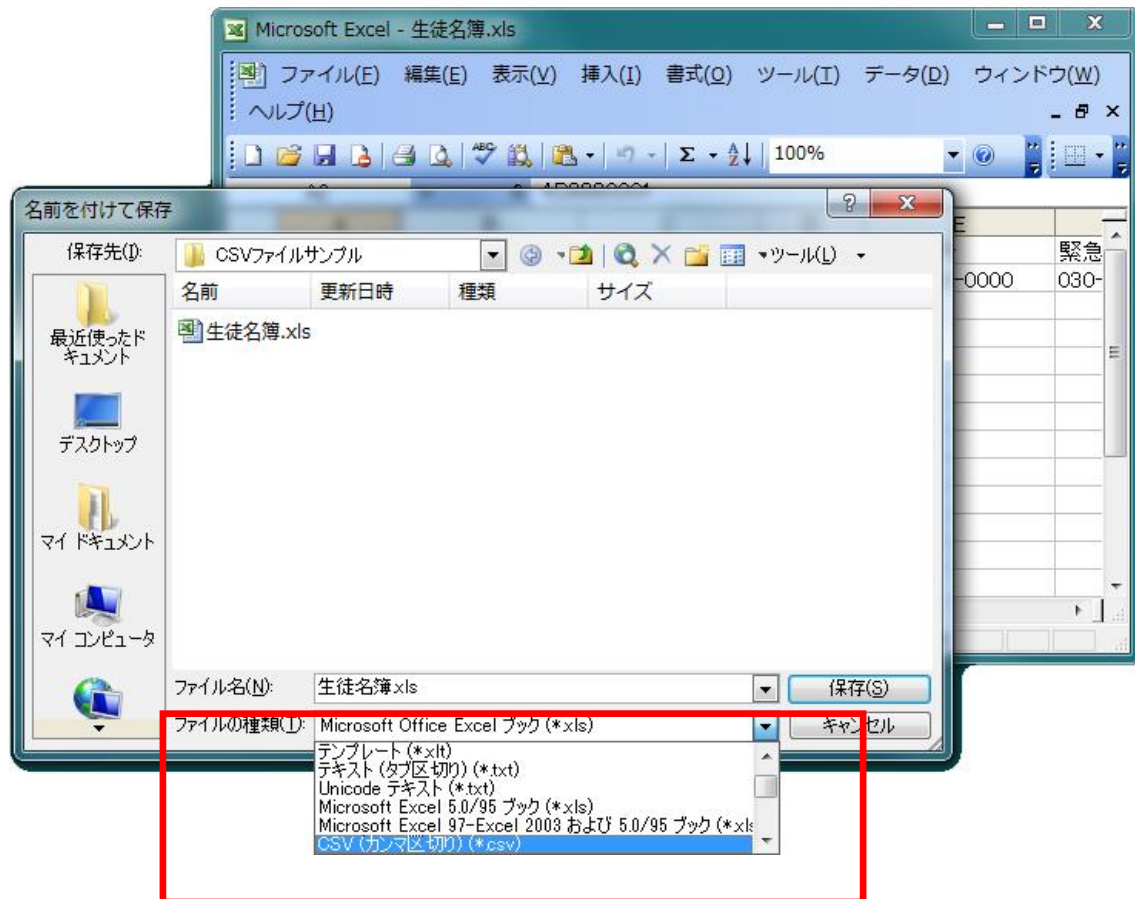 Microsoft Excel - 生徒名簿.xls
ファイル(F) 編集(E) 表示(V) 挿入(I) 書式(O) ツール(T) データ(D) ウィンドウ(W)
ヘルプ(H)
100%
名前を付けて保存
保存先(I):
CSVファイルサンプル
ツール(L)
E
緊急
-0000
030-
名前 更新日時 種類 サイズ
生徒名簿.xls
最近使ったド
キュメント
デスクトップ
マイ ドキュメント
マイ コンピュータ
ファイル名(N):
生徒名簿.xls
保存(S)
ファイルの種類(T):
Microsoft Office Excel ブック (*.xls)
キャンセル
テンプレート (*.xlt)
テキスト (タブ区切り) (*.txt)
Unicode テキスト (*.txt)
Microsoft Excel 5.0/95 ブック (*.xls)
Microsoft Excel 97-Excel 2003 および 5.0/95 ブック (*.xls
CSV (カンマ区切り) (*.csv)